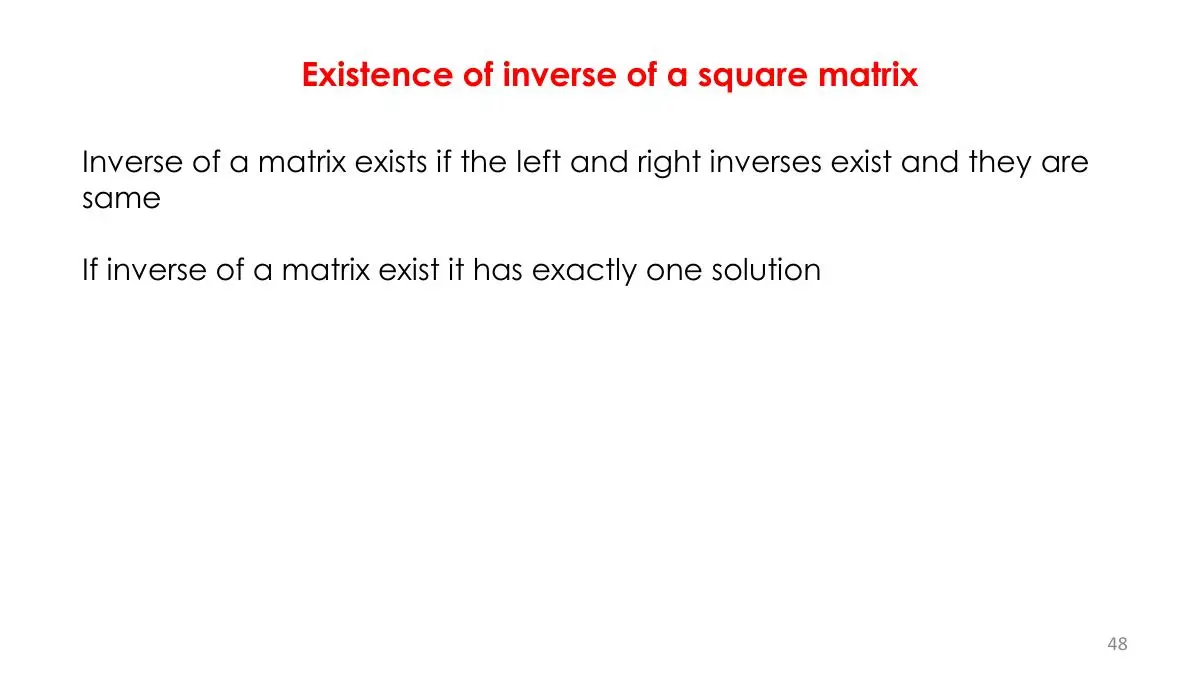 Existence of inverse of a square matrix
Inverse of a matrix exists if the left and right inverses exist and they are
same
If inverse of a matrix exist it has exactly one solution
48